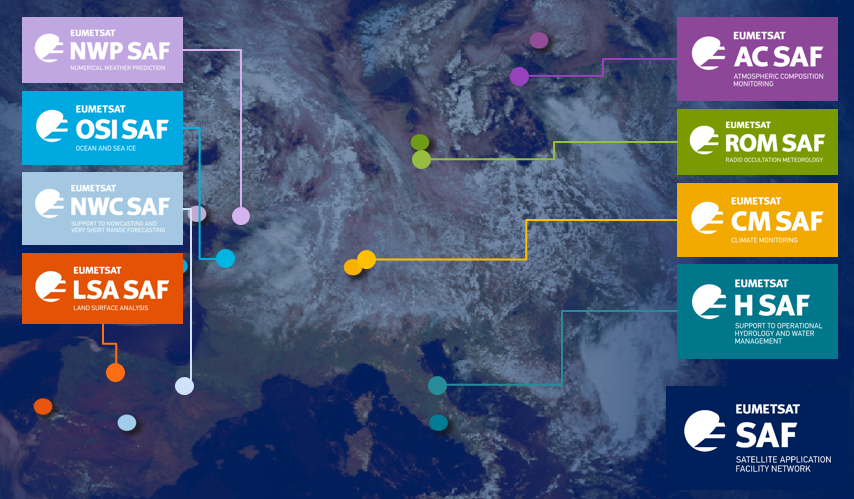 EUMETSAT
NWP SAF
NUMERICAL WEATHER PREDICTION
EUMETSAT
OSI SAF
OCEAN AND SEA ICE
EUMETSAT
NWC SAF
SUPPORT TO NOWCASTING AND
VERY SHORT RANGE FORECASTING
EUMETSAT
LSA SAF
LAND SURFACE ANALYSIS
EUMETSAT
AC SAF
ATMOSPHERIC COMPOSITION
MONITORING
EUMETSAT
ROM SAF
RADIO OCCULTATION METEOROLOGY
EUMETSAT
CM SAF
CLIMATE MONITORING
EUMETSAT
H SAF
SUPPORT TO OPERATIONAL
HYDROLOGY AND WATER
MANAGEMENT
EUMETSAT
SAF
SATELLITE APPLICATION
FACILITY NETWORK